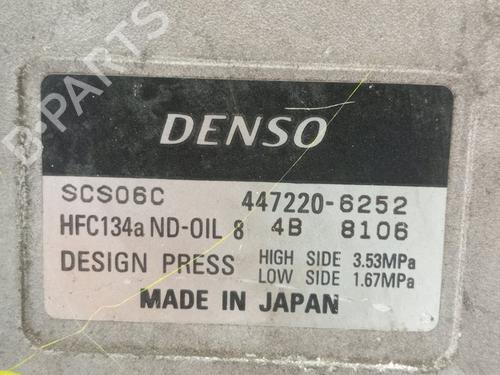 B-PARTS
DENSO
SCS06C 447220-6252
HFC134a ND-OIL 8 4B 8106
DESIGN PRESS HIGH SIDE 3.53MPa
LOW SIDE 1.67MPa
MADE IN JAPAN